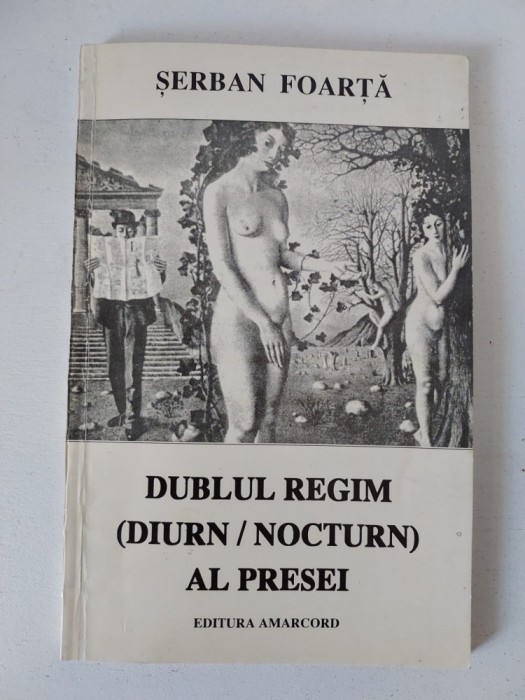 ȘERBAN FOARȚĂ
DUBLUL REGIM
(DIURN / NOCTURN)
AL PRESEI
EDITURA AMARCORD